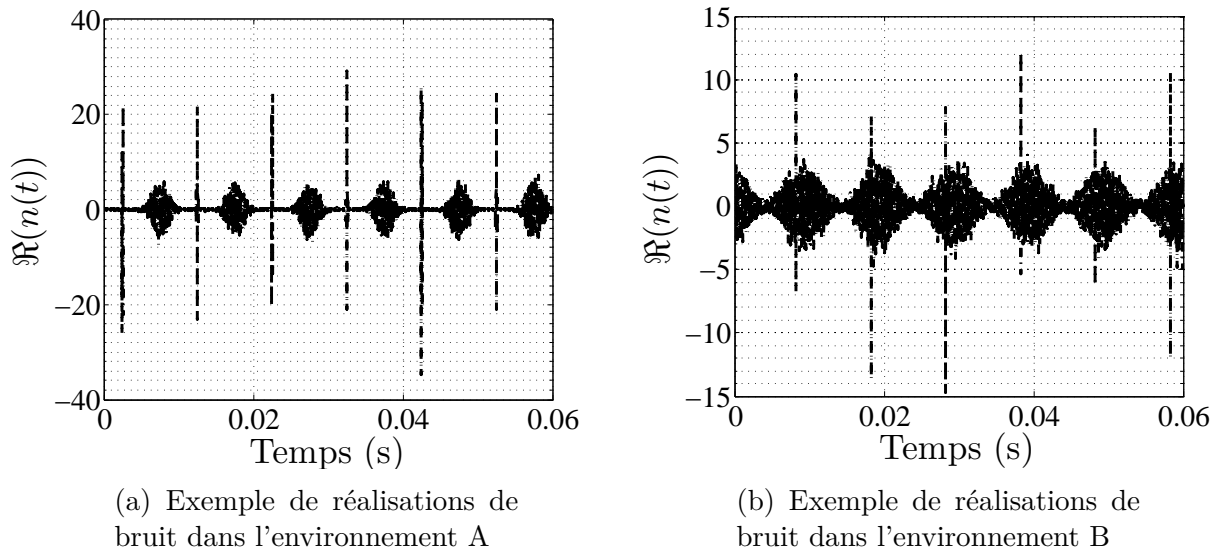 40
20
0
−20
−40
ℜ(n(t))
0 0.02 0.04 0.06
Temps (s)
(a) Exemple de réalisations de
bruit dans l'environnement A
15
10
5
0
−5
−10
−15
ℜ(n(t))
0 0.02 0.04 0.06
Temps (s)
(b) Exemple de réalisations de
bruit dans l'environnement B